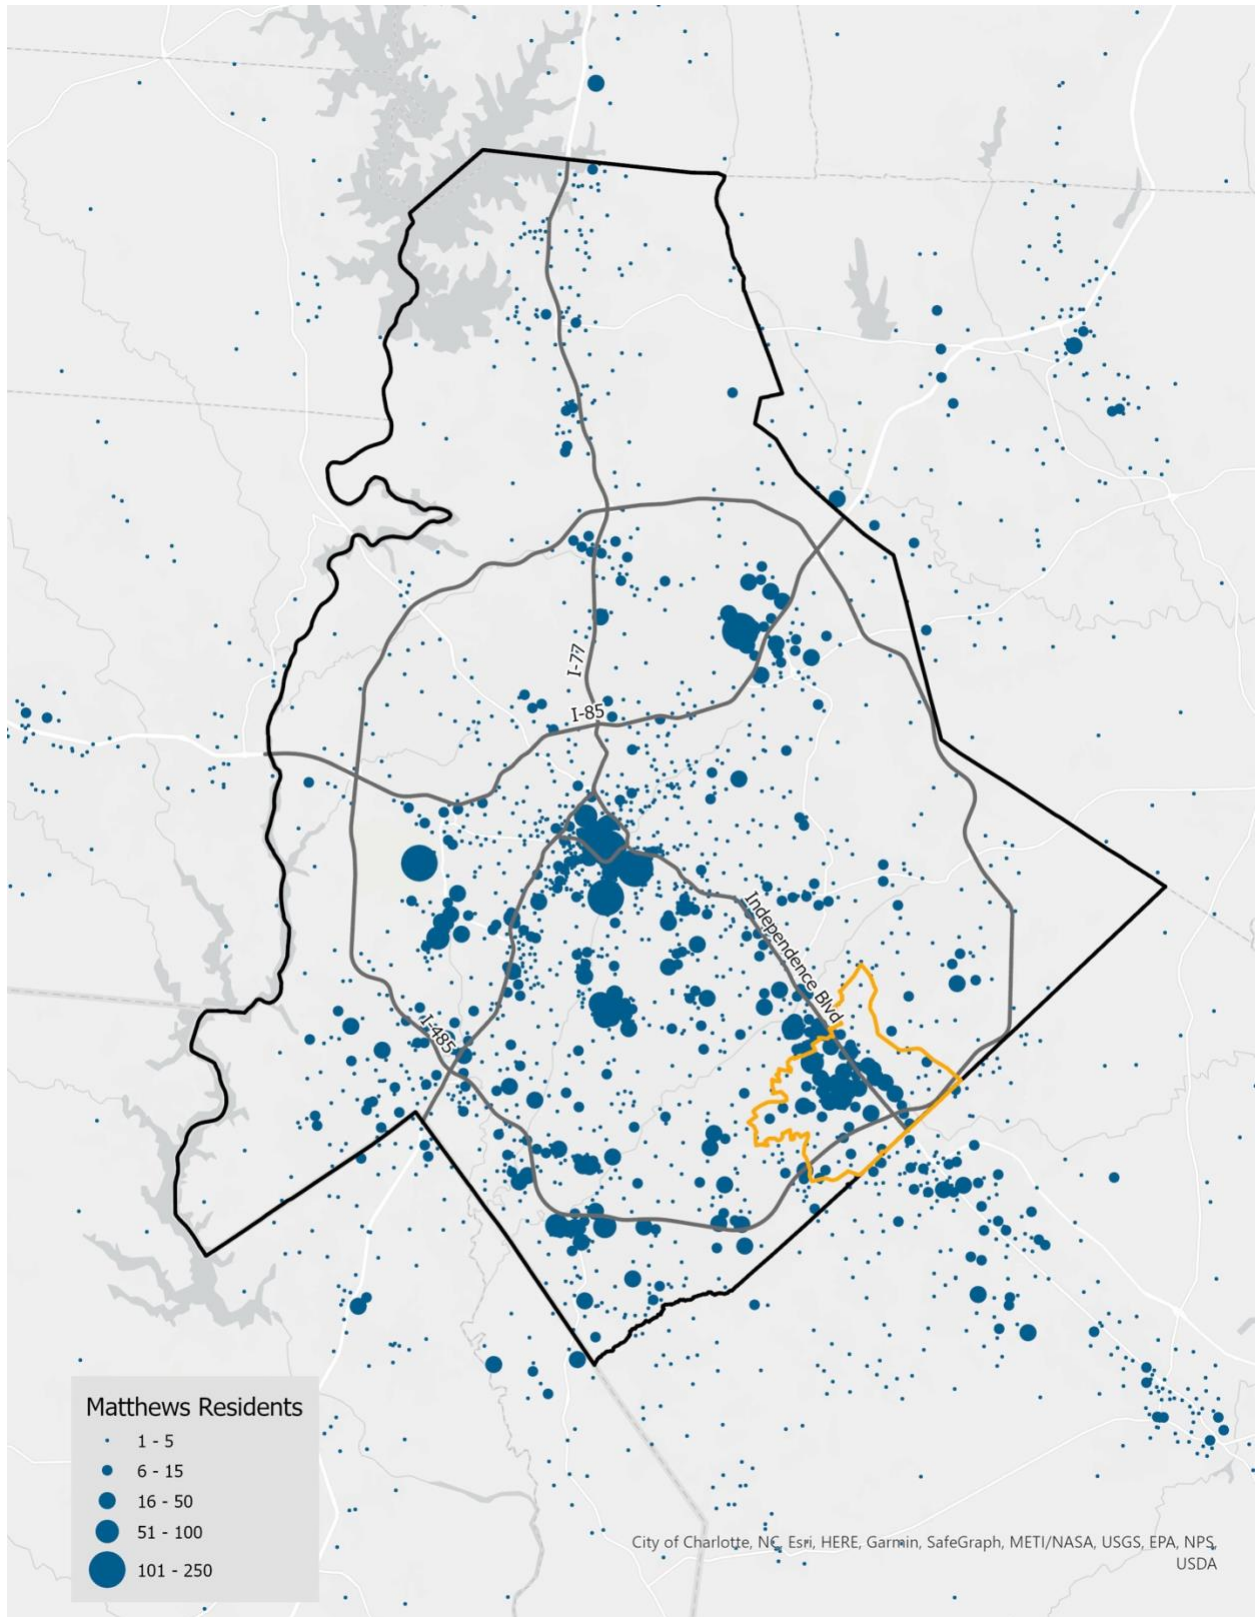 I-77
I-85
Independence Blvd
I-485
Matthews Residents
1 - 5
6 - 15
16 - 50
51 - 100
101 - 250
City of Charlotte, NC, Esri, HERE, Garmin, SafeGraph, METI/NASA, USGS, EPA, NPS,
USDA